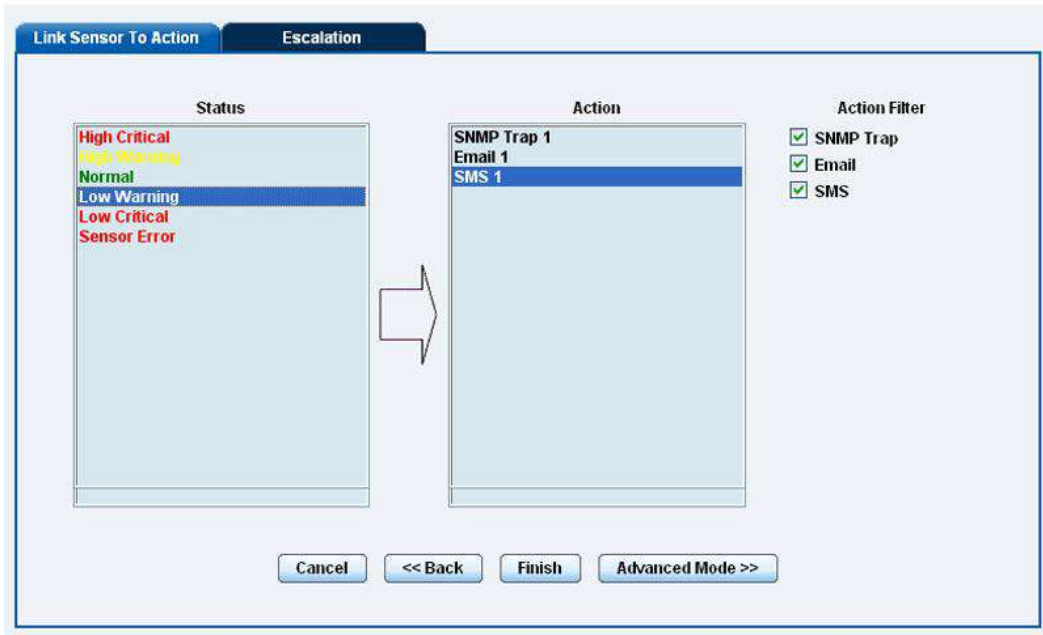 Link Sensor To Action Escalation
Status Action Action Filter
High Critical
High Warning
Normal
Low Warning
Low Critical
Sensor Error
SNMP Trap 1
Email 1
SMS 1
SNMP Trap
Email
SMS
Cancel << Back Finish Advanced Mode >>